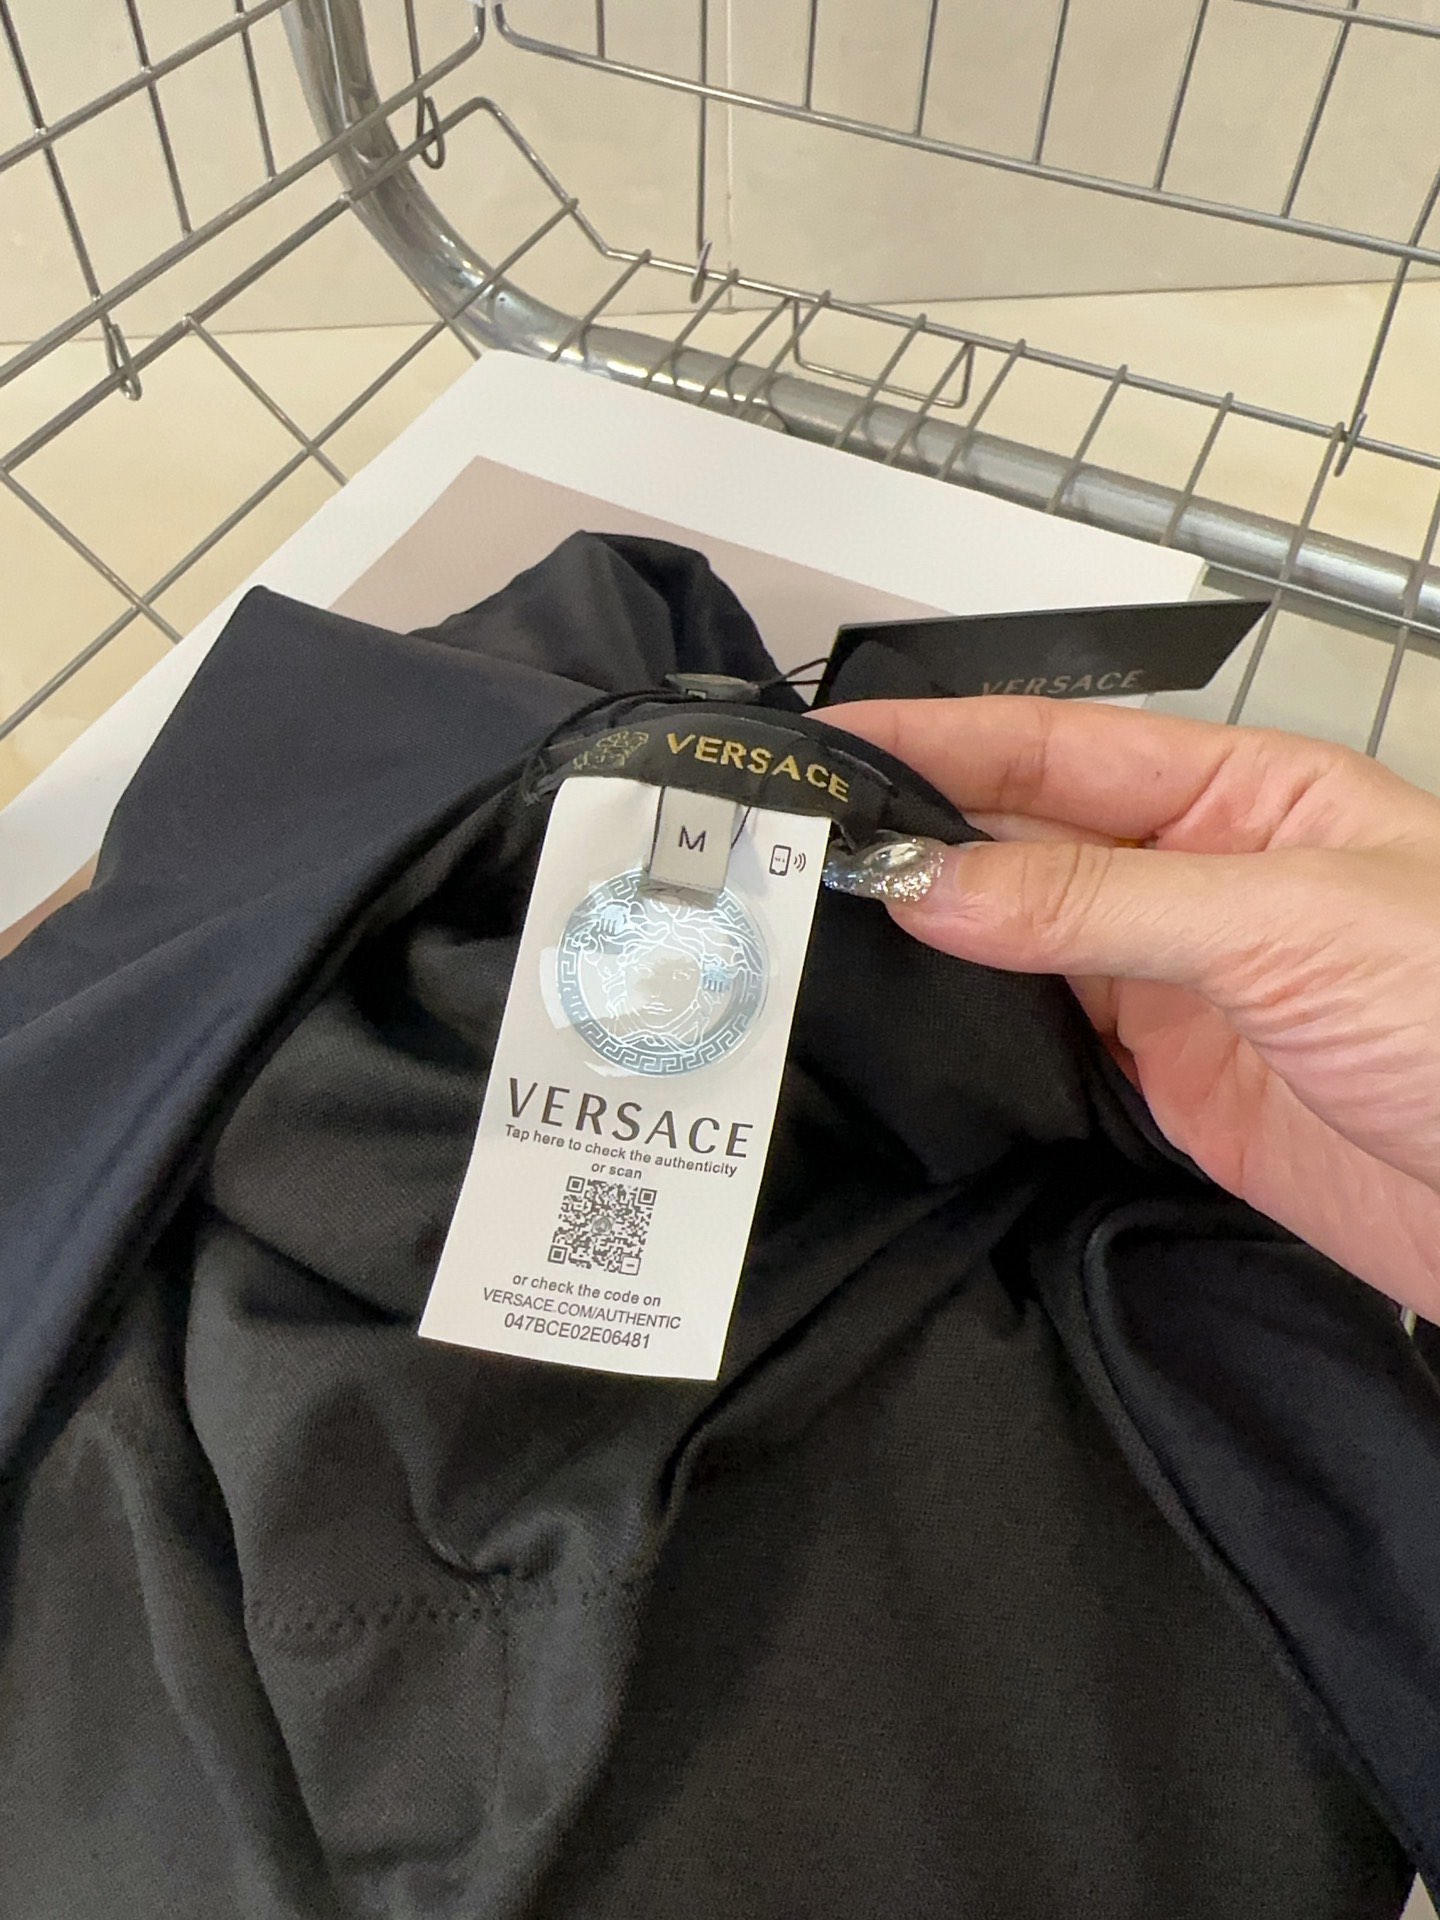 VERSACE
VERSACE
M
VERSACE
Tap here to check the authenticity
or scan
or check the code on
VERSACE.COM/AUTHENTIC
047BCE02E06481